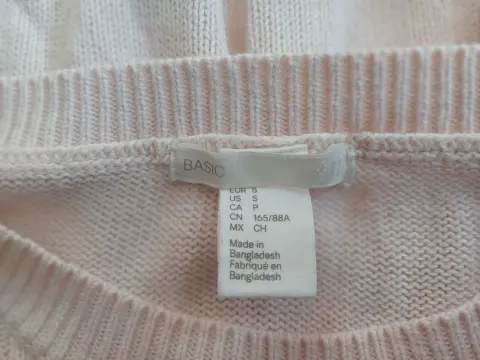 BASIC
EUR S
US S
CA P
CN 165/88A
MX CH
Made in
Bangladesh
Fabriqué en
Bangladesh